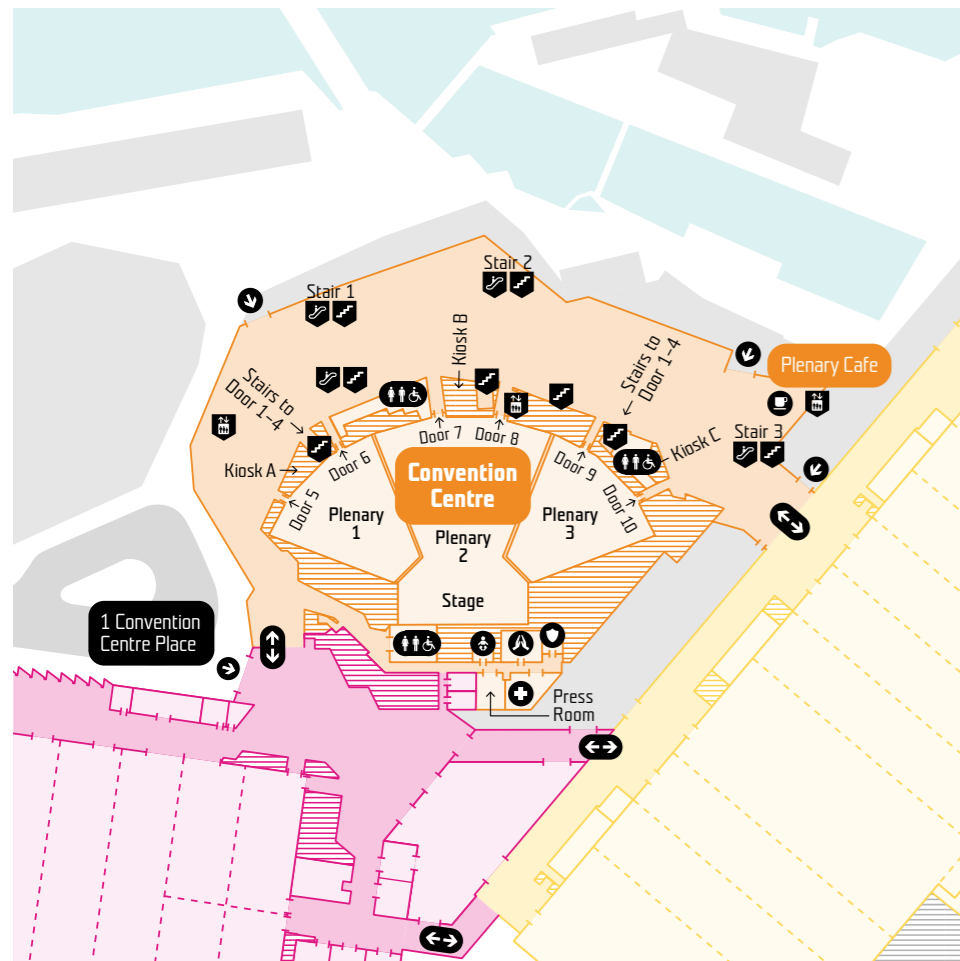 Stair 2
Stair 1
Kiosk B
Stairs to
Door 1-4
Plenary Cafe
Stairs to
Door 1-4
Door 7
Door 8
Stair 3
Kiosk A
Door 6
Door 9
Kiosk C
Convention
Centre
Door 5
Door 10
Plenary
1
Plenary
2
Plenary
3
Stage
1 Convention
Centre Place
Press
Room